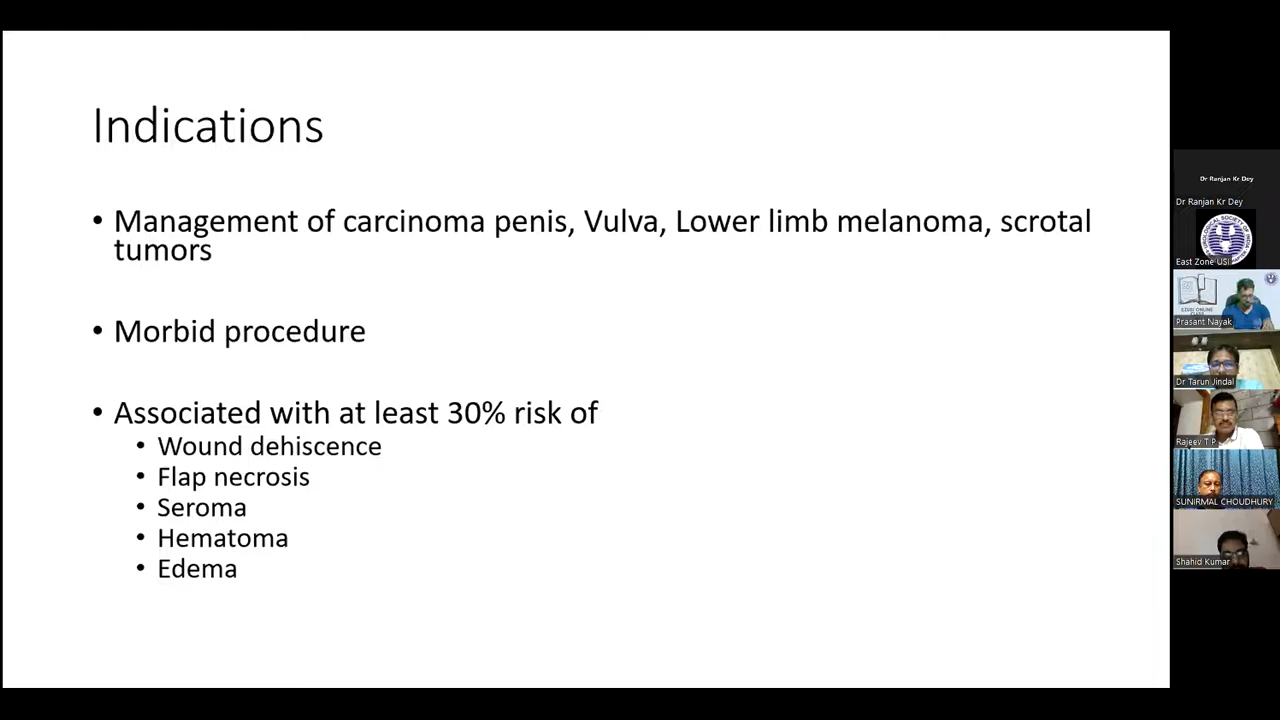 Indications
• Management of carcinoma penis, Vulva, Lower limb melanoma, scrotal
tumors
• Morbid procedure
• Associated with at least 30% risk of
• Wound dehiscence
• Flap necrosis
• Seroma
• Hematoma
• Edema
Dr Ranjan Kr Dey
Dr Ranjan Kr Dey
East Zone USI
Prasant Nayak
Dr Tarun Jindal
Rajeev T P
SUNIRMAL CHOUDHURY
Shahid Kumar